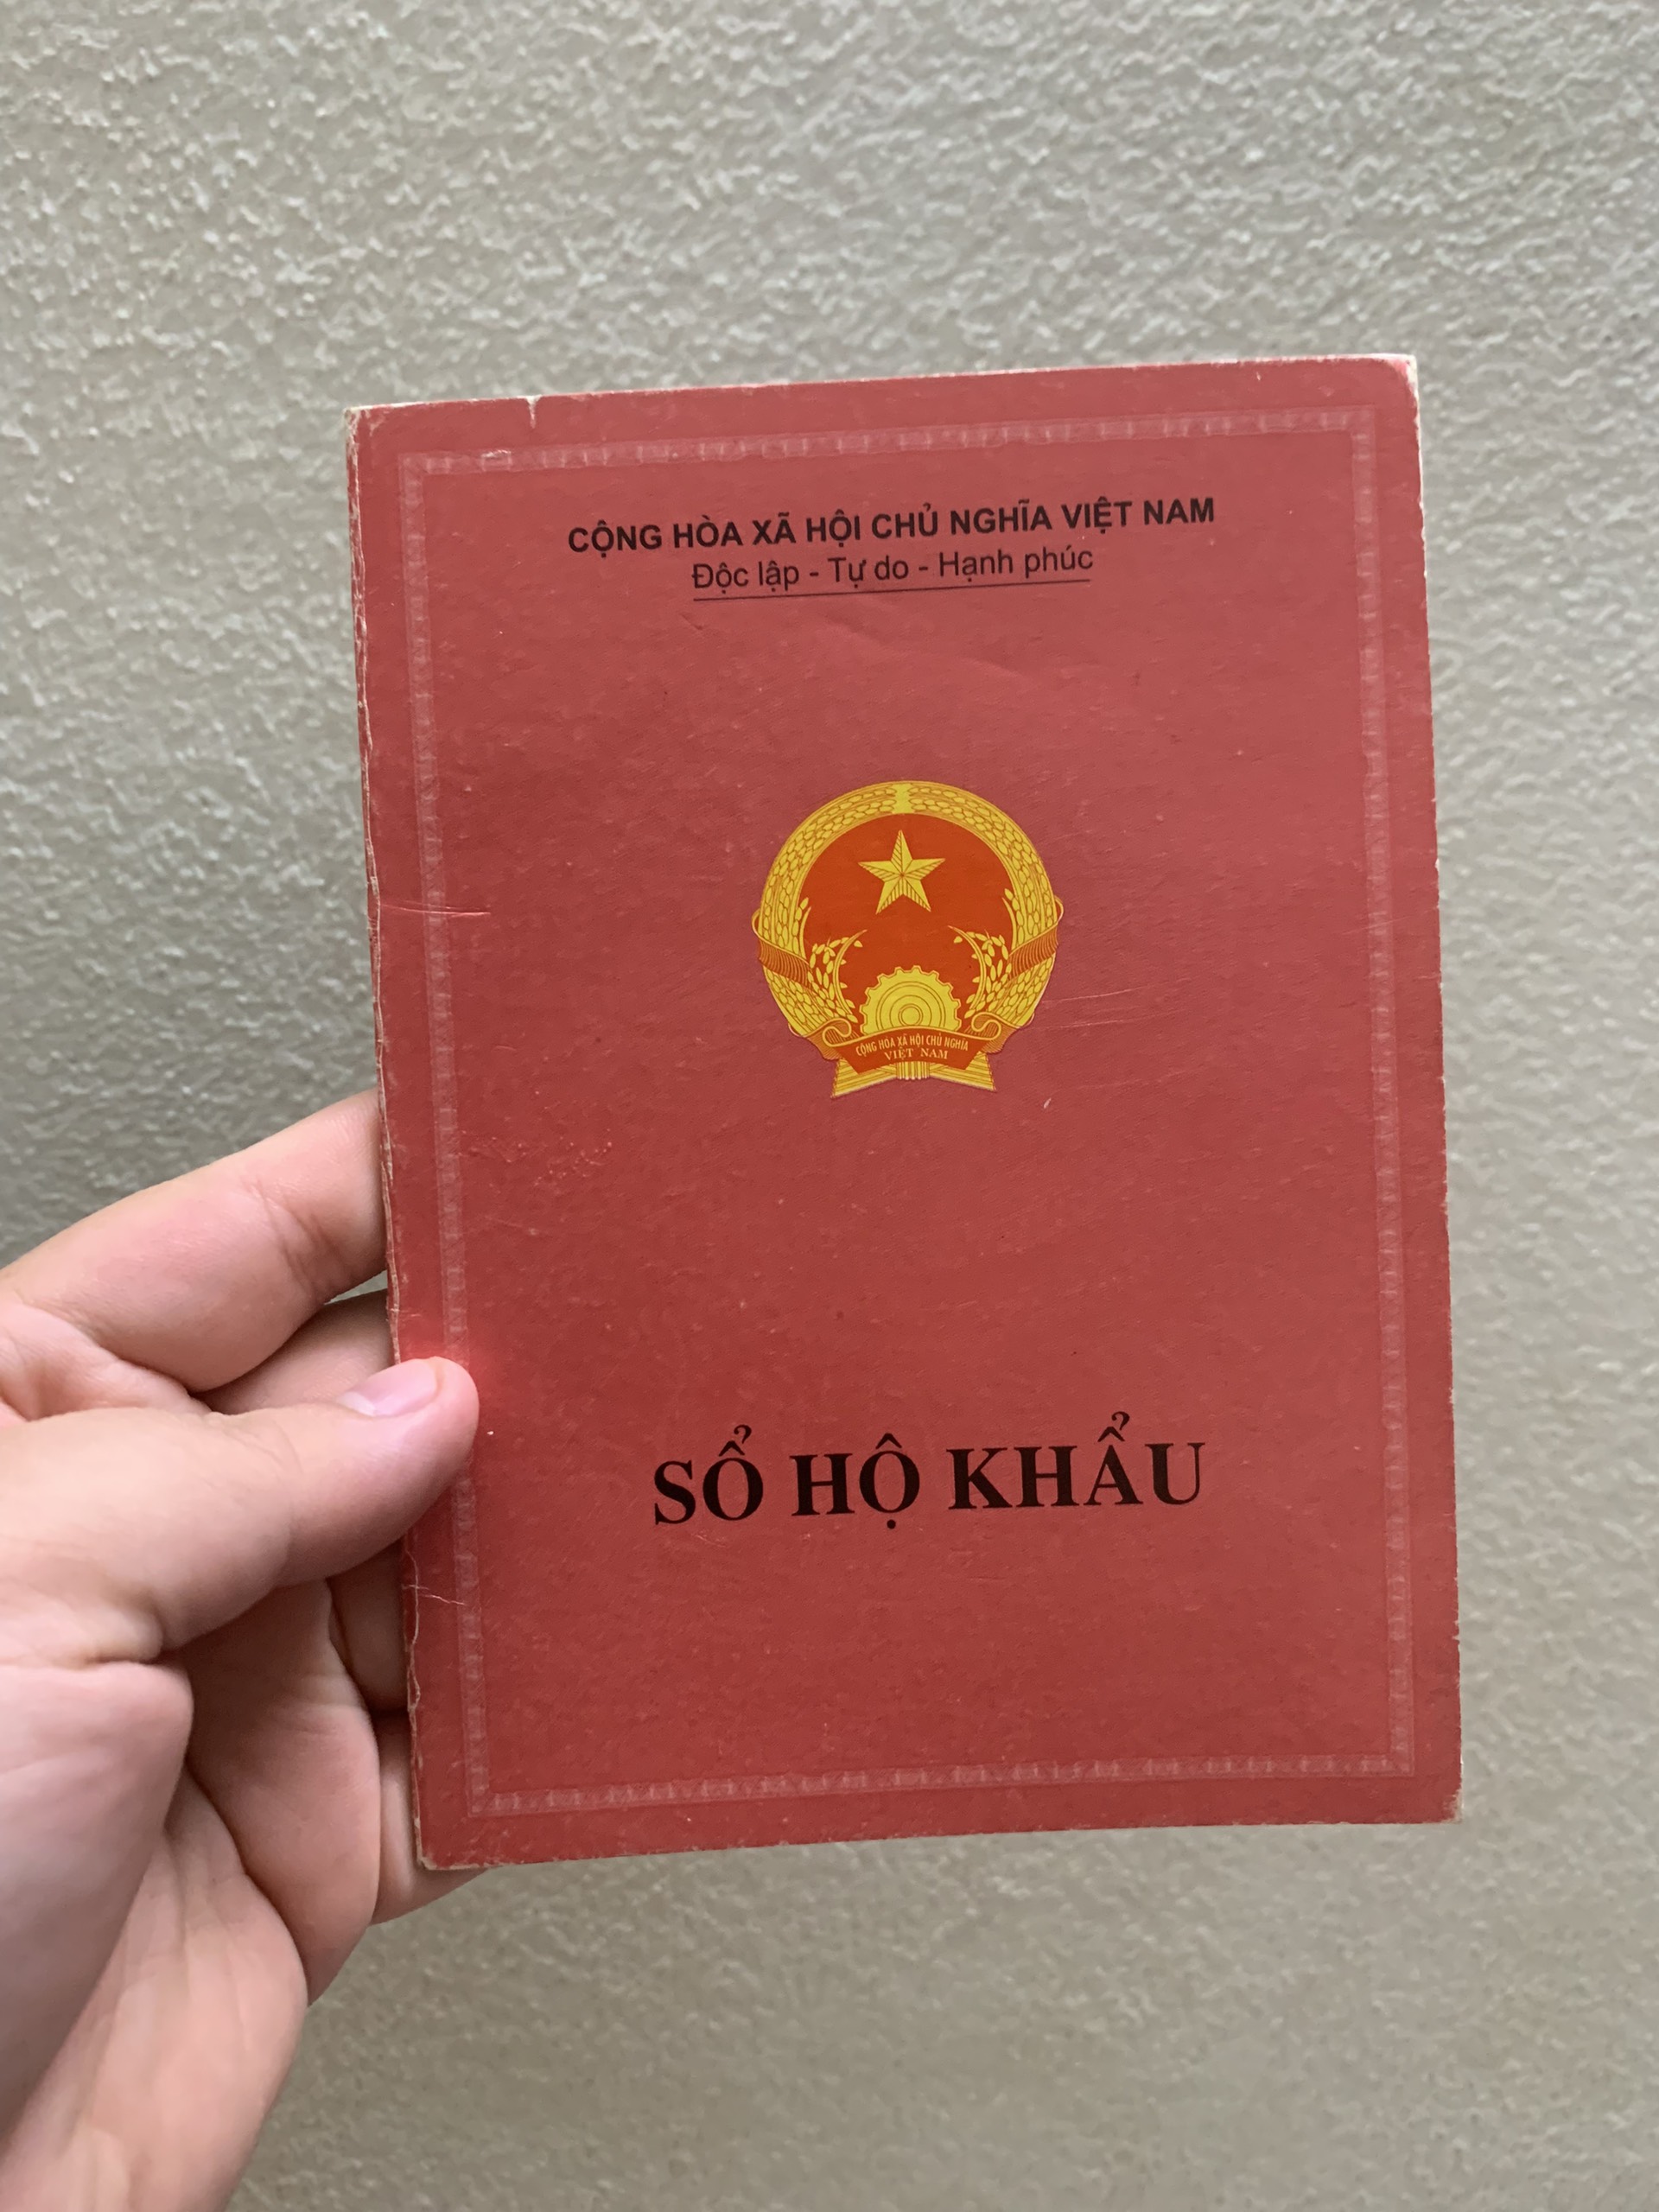 CỘNG HÒA XÃ HỘI CHỦ NGHĨA VIỆT NAM
Độc lập - Tự do - Hạnh phúc
CỘNG HÒA XÃ HỘI CHỦ NGHĨA
VIỆT NAM
SỔ HỘ KHẨU